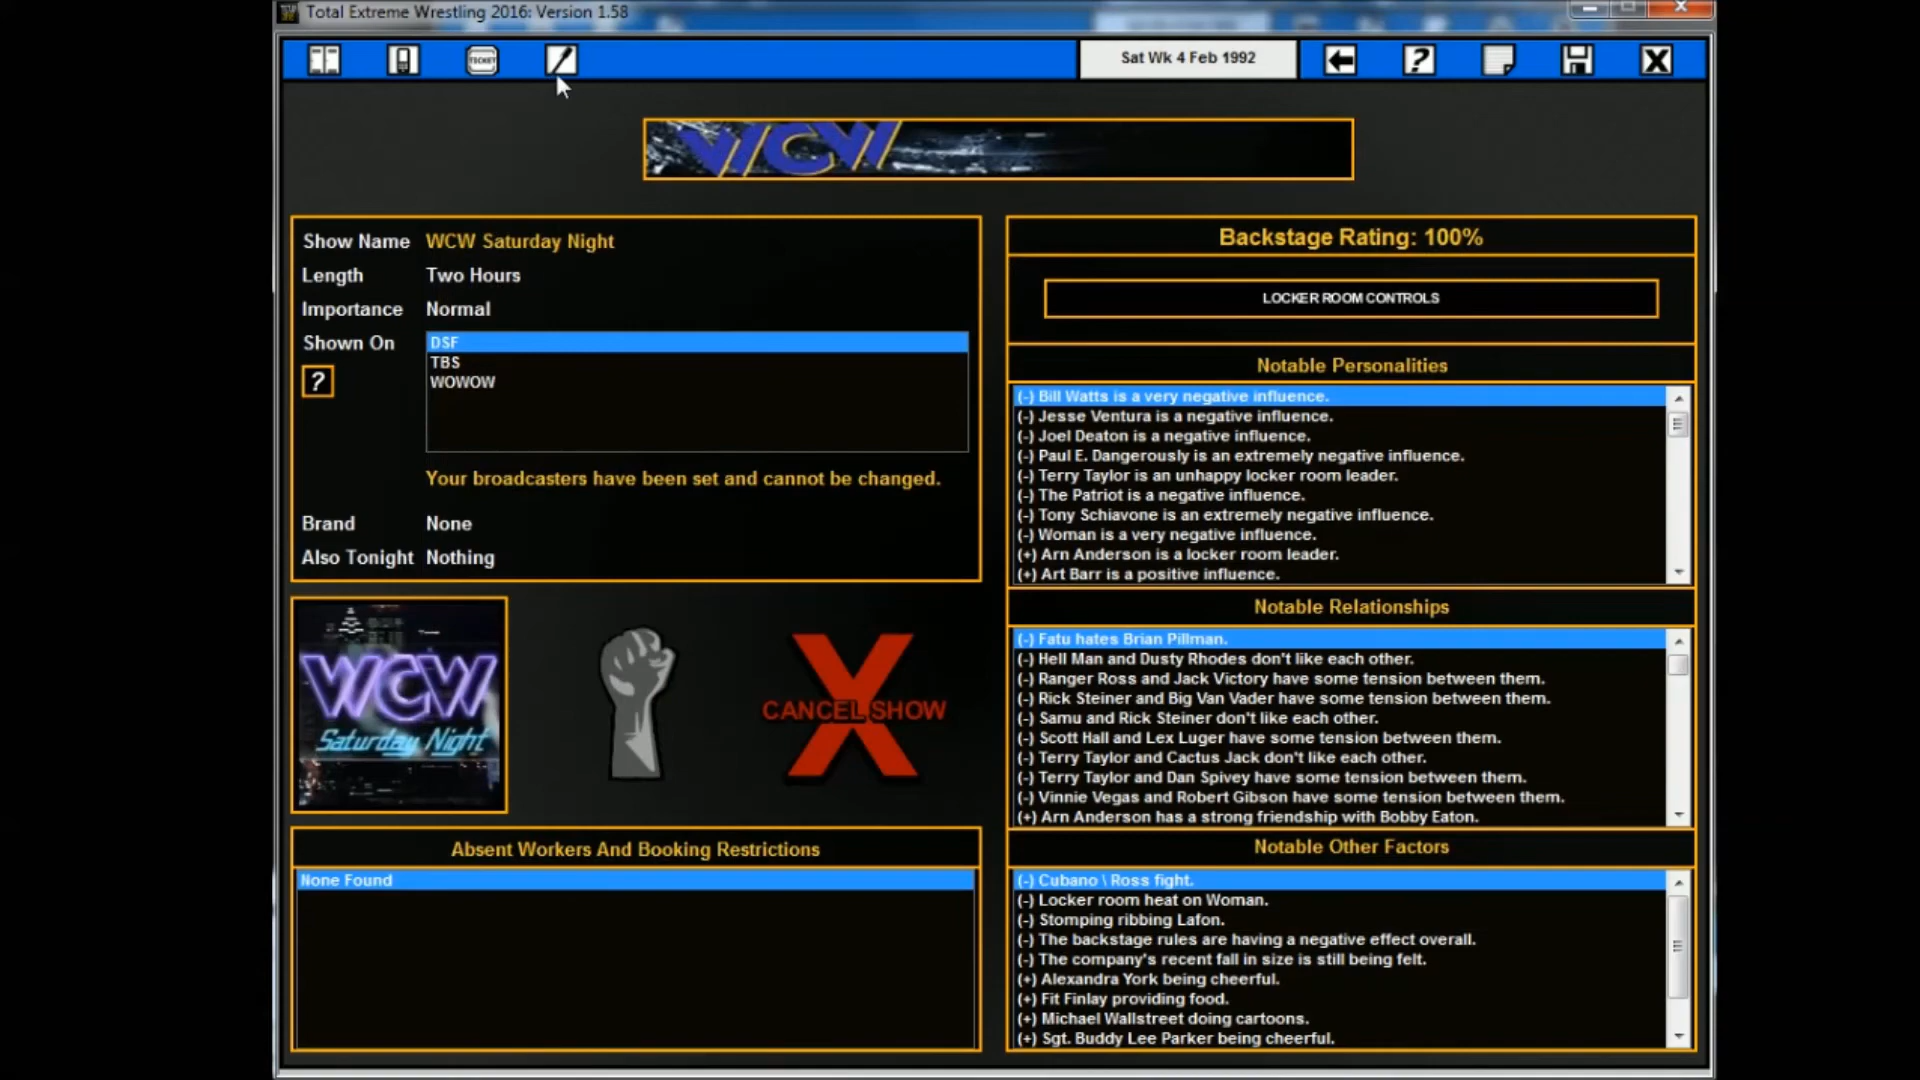 Total Extreme Wrestling 2016: Version 1.58
TICKET
Sat Wk 4 Feb 1992
WCW
Show Name WCW Saturday Night
Length Two Hours
Importance Normal
Shown On DSF
TBS
WOWOW
Your broadcasters have been set and cannot be changed.
Brand None
Also Tonight Nothing
WCW
Saturday Night
CANCEL SHOW
Absent Workers And Booking Restrictions
None Found
Backstage Rating: 100%
LOCKER ROOM CONTROLS
Notable Personalities
(-) Bill Watts is a very negative influence.
(-) Jesse Ventura is a negative influence.
(-) Joel Deaton is a negative influence.
(-) Paul E. Dangerously is an extremely negative influence.
(-) Terry Taylor is an unhappy locker room leader.
(-) The Patriot is a negative influence.
(-) Tony Schiavone is an extremely negative influence.
(-) Woman is a very negative influence.
(+) Arn Anderson is a locker room leader.
(+) Art Barr is a positive influence.
Notable Relationships
(-) Fatu hates Brian Pillman.
(-) Hell Man and Dusty Rhodes don't like each other.
(-) Ranger Ross and Jack Victory have some tension between them.
(-) Rick Steiner and Big Van Vader have some tension between them.
(-) Samu and Rick Steiner don't like each other.
(-) Scott Hall and Lex Luger have some tension between them.
(-) Terry Taylor and Cactus Jack don't like each other.
(-) Terry Taylor and Dan Spivey have some tension between them.
(-) Vinnie Vegas and Robert Gibson have some tension between them.
(+) Arn Anderson has a strong friendship with Bobby Eaton.
Notable Other Factors
(-) Cubano \ Ross fight.
(-) Locker room heat on Woman.
(-) Stomping ribbing Lafon.
(-) The backstage rules are having a negative effect overall.
(-) The company's recent fall in size is still being felt.
(+) Alexandra York being cheerful.
(+) Fit Finlay providing food.
(+) Michael Wallstreet doing cartoons.
(+) Sgt. Buddy Lee Parker being cheerful.